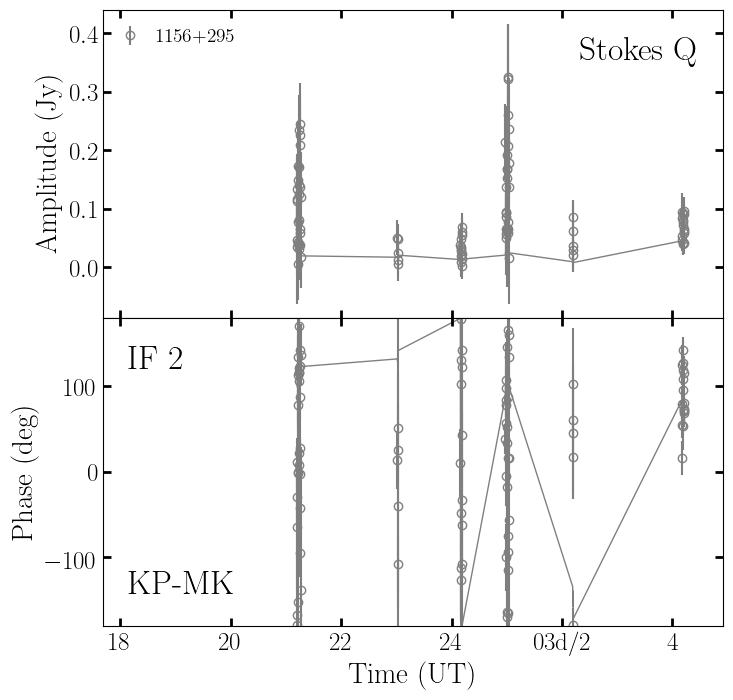 0.4
0.3
0.2
0.1
0.0
Amplitude (Jy)
1156+295
Stokes Q
IF 2
KP-MK
100
0
−100
Phase (deg)
18 20 22 24 03d/2 4
Time (UT)